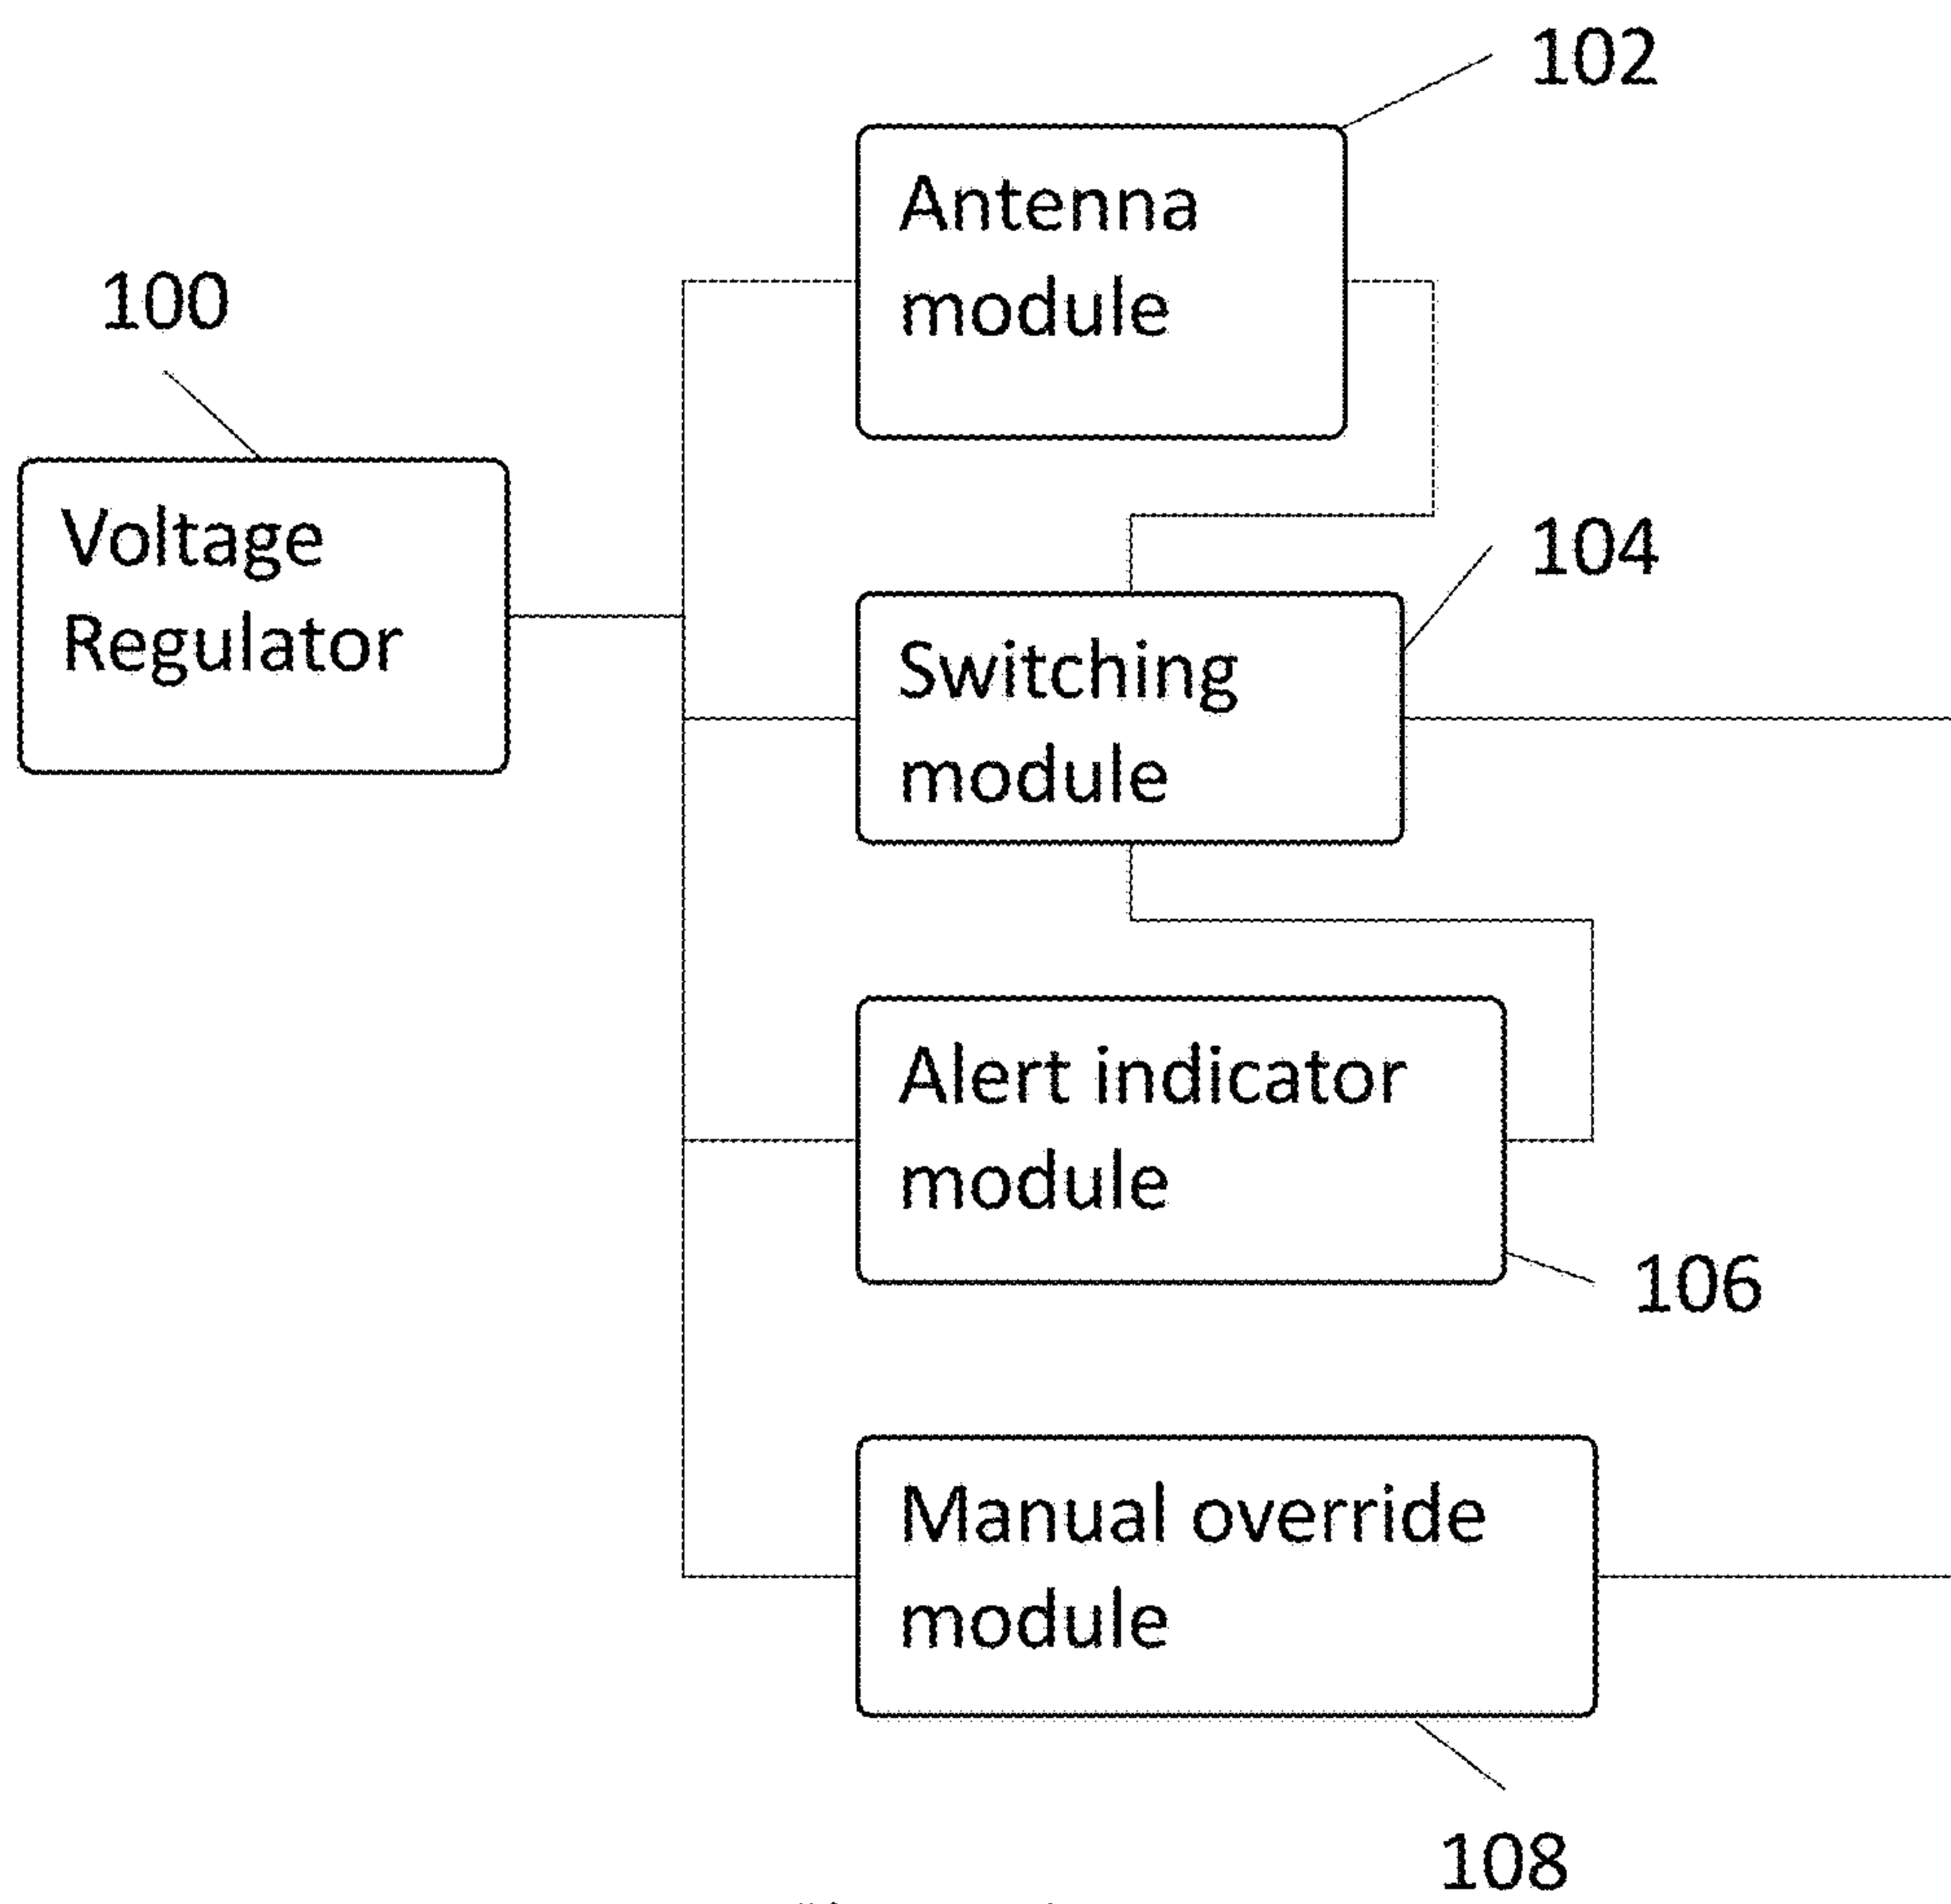 102
Antenna
module
100
Voltage
Regulator
104
Switching
module
Alert indicator
module
106
Manual override
module
108